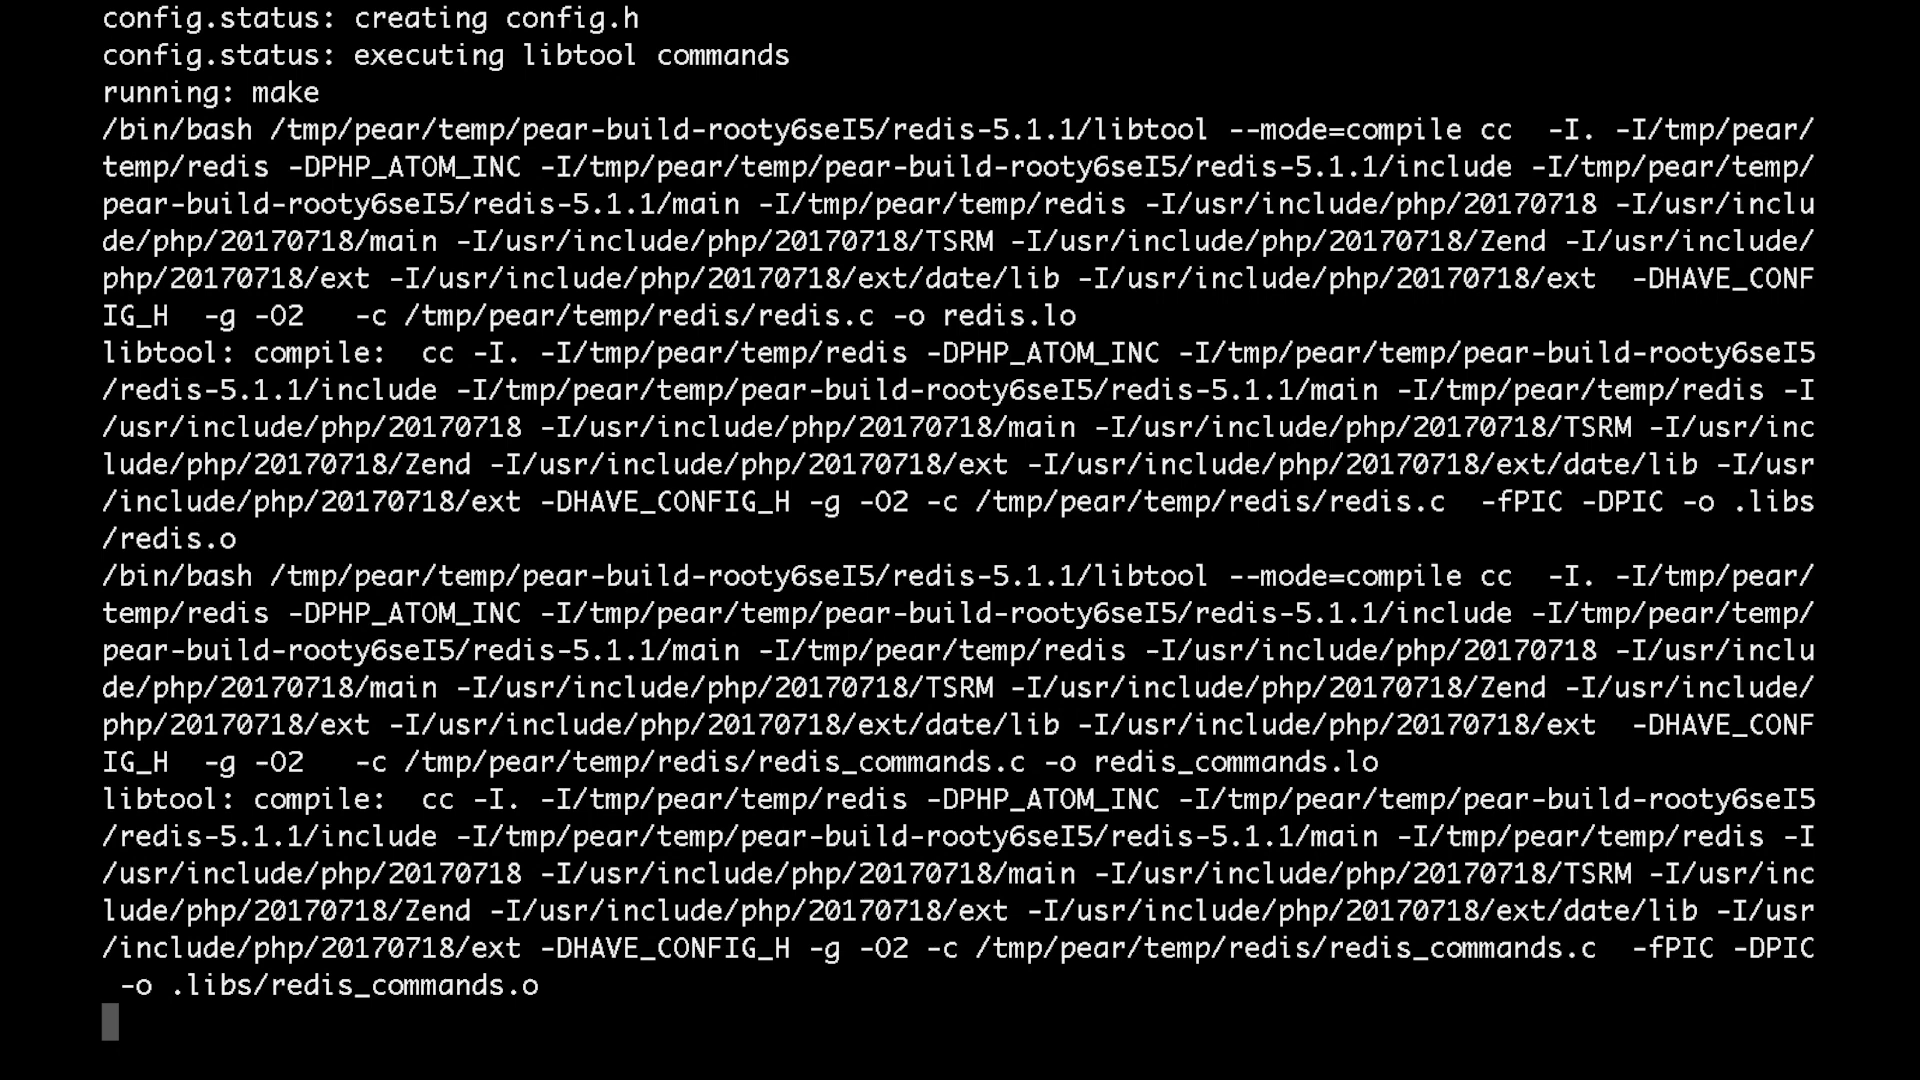 config.status: creating config.h
config.status: executing libtool commands
running: make
/bin/bash /tmp/pear/temp/pear-build-rooty6seI5/redis-5.1.1/libtool --mode=compile cc  -I. -I/tmp/pear/
temp/redis -DPHP_ATOM_INC -I/tmp/pear/temp/pear-build-rooty6seI5/redis-5.1.1/include -I/tmp/pear/temp/
pear-build-rooty6seI5/redis-5.1.1/main -I/tmp/pear/temp/redis -I/usr/include/php/20170718 -I/usr/inclu
de/php/20170718/main -I/usr/include/php/20170718/TSRM -I/usr/include/php/20170718/Zend -I/usr/include/
php/20170718/ext -I/usr/include/php/20170718/ext/date/lib -I/usr/include/php/20170718/ext  -DHAVE_CONF
IG_H  -g -O2   -c /tmp/pear/temp/redis/redis.c -o redis.lo
libtool: compile:  cc -I. -I/tmp/pear/temp/redis -DPHP_ATOM_INC -I/tmp/pear/temp/pear-build-rooty6seI5
/redis-5.1.1/include -I/tmp/pear/temp/pear-build-rooty6seI5/redis-5.1.1/main -I/tmp/pear/temp/redis -I
/usr/include/php/20170718 -I/usr/include/php/20170718/main -I/usr/include/php/20170718/TSRM -I/usr/inc
lude/php/20170718/Zend -I/usr/include/php/20170718/ext -I/usr/include/php/20170718/ext/date/lib -I/usr
/include/php/20170718/ext -DHAVE_CONFIG_H -g -O2 -c /tmp/pear/temp/redis/redis.c  -fPIC -DPIC -o .libs
/redis.o
/bin/bash /tmp/pear/temp/pear-build-rooty6seI5/redis-5.1.1/libtool --mode=compile cc  -I. -I/tmp/pear/
temp/redis -DPHP_ATOM_INC -I/tmp/pear/temp/pear-build-rooty6seI5/redis-5.1.1/include -I/tmp/pear/temp/
pear-build-rooty6seI5/redis-5.1.1/main -I/tmp/pear/temp/redis -I/usr/include/php/20170718 -I/usr/inclu
de/php/20170718/main -I/usr/include/php/20170718/TSRM -I/usr/include/php/20170718/Zend -I/usr/include/
php/20170718/ext -I/usr/include/php/20170718/ext/date/lib -I/usr/include/php/20170718/ext  -DHAVE_CONF
IG_H  -g -O2   -c /tmp/pear/temp/redis/redis_commands.c -o redis_commands.lo
libtool: compile:  cc -I. -I/tmp/pear/temp/redis -DPHP_ATOM_INC -I/tmp/pear/temp/pear-build-rooty6seI5
/redis-5.1.1/include -I/tmp/pear/temp/pear-build-rooty6seI5/redis-5.1.1/main -I/tmp/pear/temp/redis -I
/usr/include/php/20170718 -I/usr/include/php/20170718/main -I/usr/include/php/20170718/TSRM -I/usr/inc
lude/php/20170718/Zend -I/usr/include/php/20170718/ext -I/usr/include/php/20170718/ext/date/lib -I/usr
/include/php/20170718/ext -DHAVE_CONFIG_H -g -O2 -c /tmp/pear/temp/redis/redis_commands.c  -fPIC -DPIC
 -o .libs/redis_commands.o